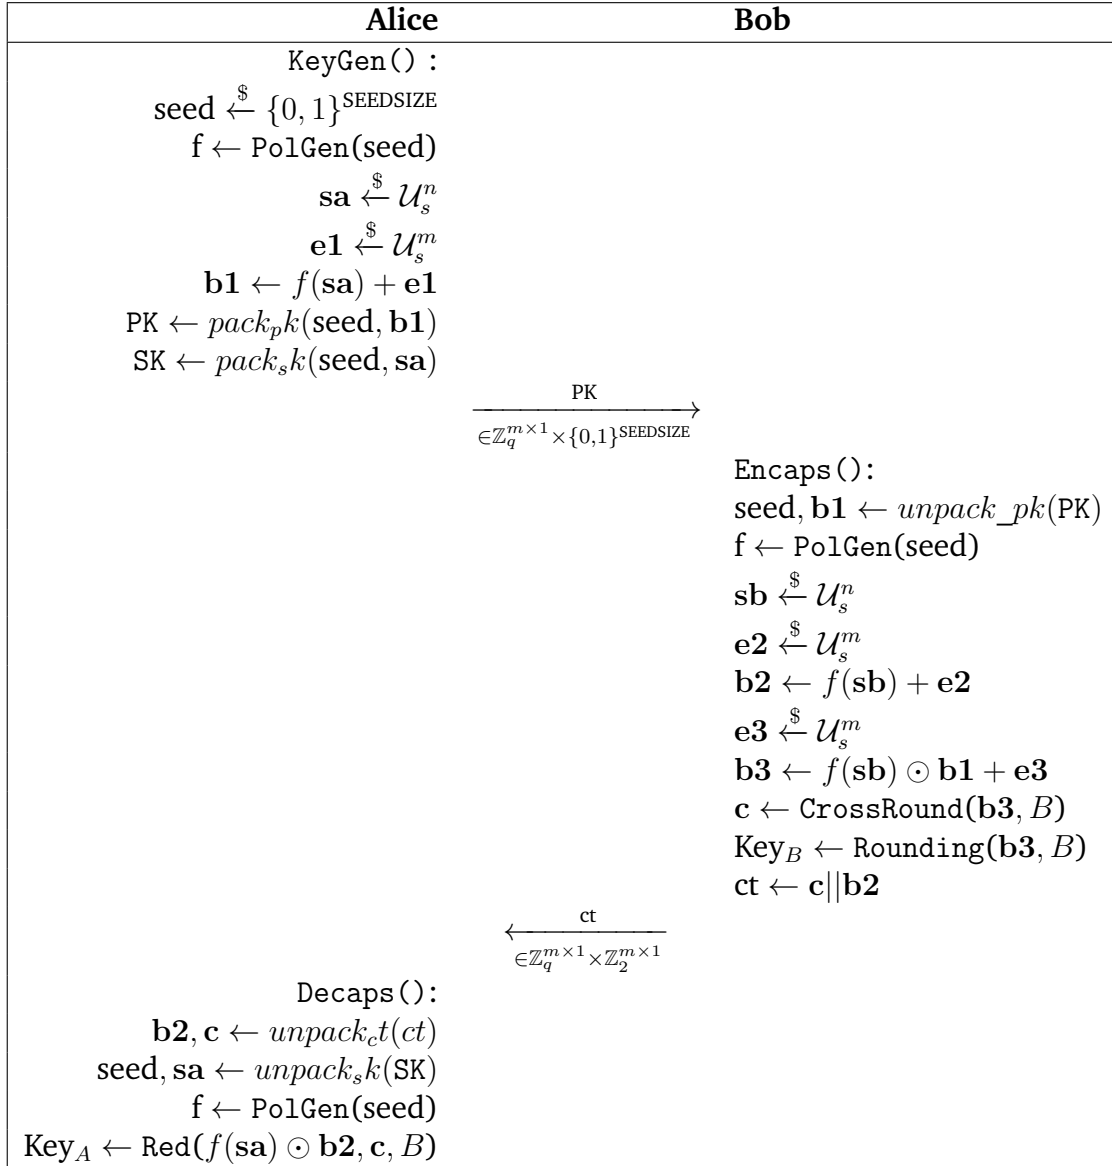 Alice Bob
KeyGen() :
seed ←$ {0, 1}^SEEDSIZE
f ← PolGen(seed)
sa ←$ 𝒰_s^n
e1 ←$ 𝒰_s^m
b1 ← f(sa) + e1
PK ← pack_pk(seed, b1)
SK ← pack_sk(seed, sa)
PK
∈ℤ_q^{m×1}×{0,1}^SEEDSIZE
Encaps():
seed, b1 ← unpack_pk(PK)
f ← PolGen(seed)
sb ←$ 𝒰_s^n
e2 ←$ 𝒰_s^m
b2 ← f(sb) + e2
e3 ←$ 𝒰_s^m
b3 ← f(sb) ⊙ b1 + e3
c ← CrossRound(b3, B)
Key_B ← Rounding(b3, B)
ct ← c||b2
ct
∈ℤ_q^{m×1}×ℤ_2^{m×1}
Decaps():
b2, c ← unpack_ct(ct)
seed, sa ← unpack_sk(SK)
f ← PolGen(seed)
Key_A ← Red(f(sa) ⊙ b2, c, B)